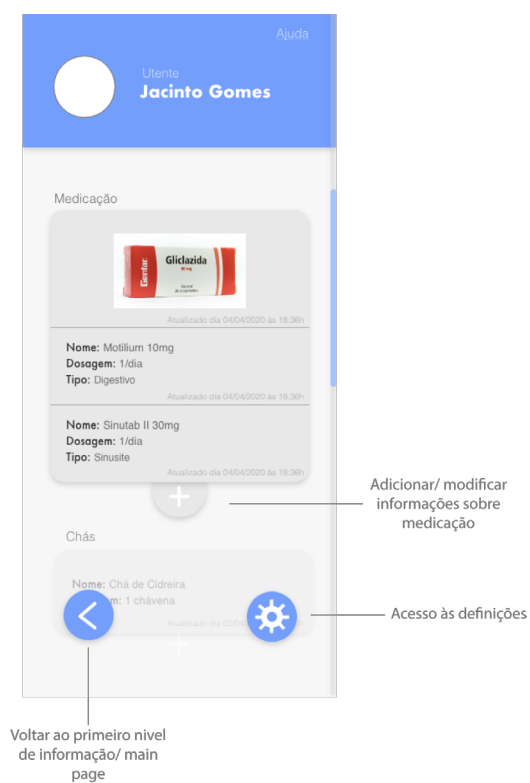 Ajuda
Utente
Jacinto Gomes
Medicação
Gliclazida
Genfar
Atualizado dia 04/04/2020 às 18:36h
Nome: Motilium 10mg
Dosagem: 1/dia
Tipo: Digestivo
Atualizado dia 04/04/2020 às 18:36h
Nome: Sinutab II 30mg
Dosagem: 1/dia
Tipo: Sinusite
Atualizado dia 04/04/2020 às 18:36h
Adicionar/ modificar
informações sobre
medicação
Chás
Nome: Chá de Cidreira
m: 1 chávena
Acesso às definições
Voltar ao primeiro nivel
de informação/ main
page